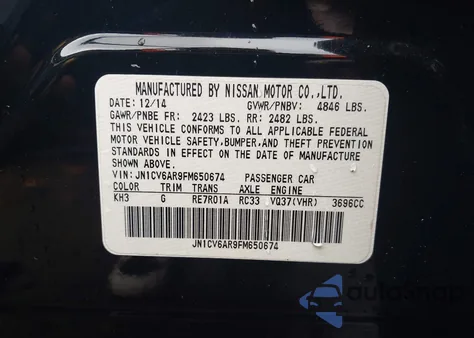 MANUFACTURED BY NISSAN MOTOR CO.,LTD.
DATE: 12/14 GVWR/PNBV: 4846 LBS.
GAWR/PNBE FR: 2423 LBS. RR: 2482 LBS.
THIS VEHICLE CONFORMS TO ALL APPLICABLE FEDERAL
MOTOR VEHICLE SAFETY, BUMPER, AND THEFT PREVENTION
STANDARDS IN EFFECT ON THE DATE OF MANUFACTURE
SHOWN ABOVE.
VIN: JN1CV6AR9FM650674 PASSENGER CAR
COLOR TRIM TRANS AXLE ENGINE
KH3 G RE7R01A RC33 VQ37(VHR) 3696CC
JN1CV6AR9FM650674
auto.map